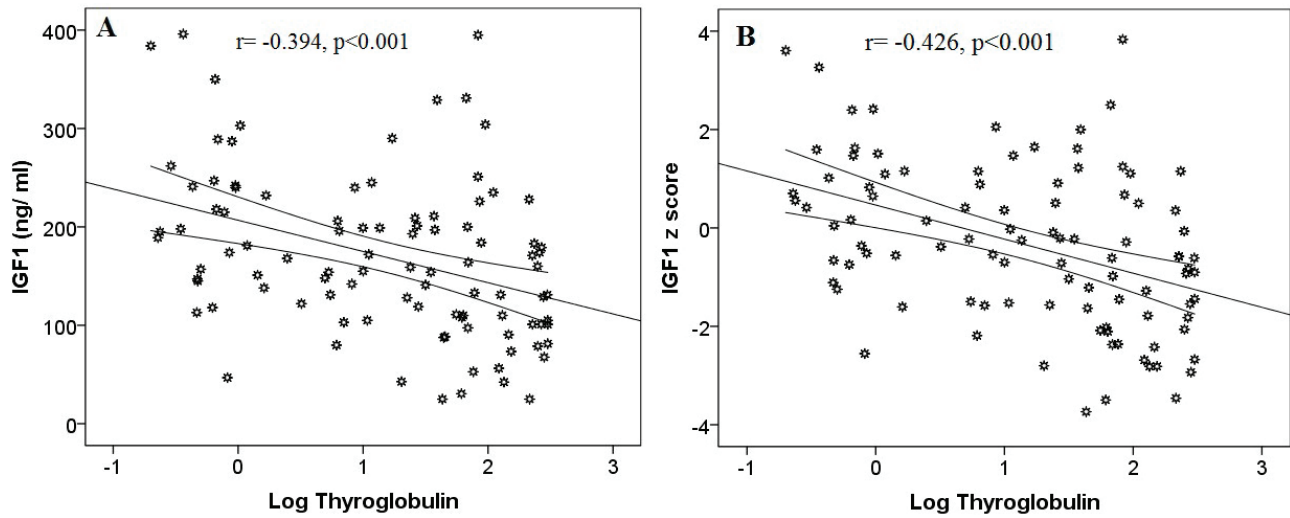 A
r= -0.394, p<0.001
IGF1 (ng/ ml)
400
300
200
100
0
-1
0
1
2
3
Log Thyroglobulin
B
r= -0.426, p<0.001
IGF1 z score
4
2
0
-2
-4
-1
0
1
2
3
Log Thyroglobulin